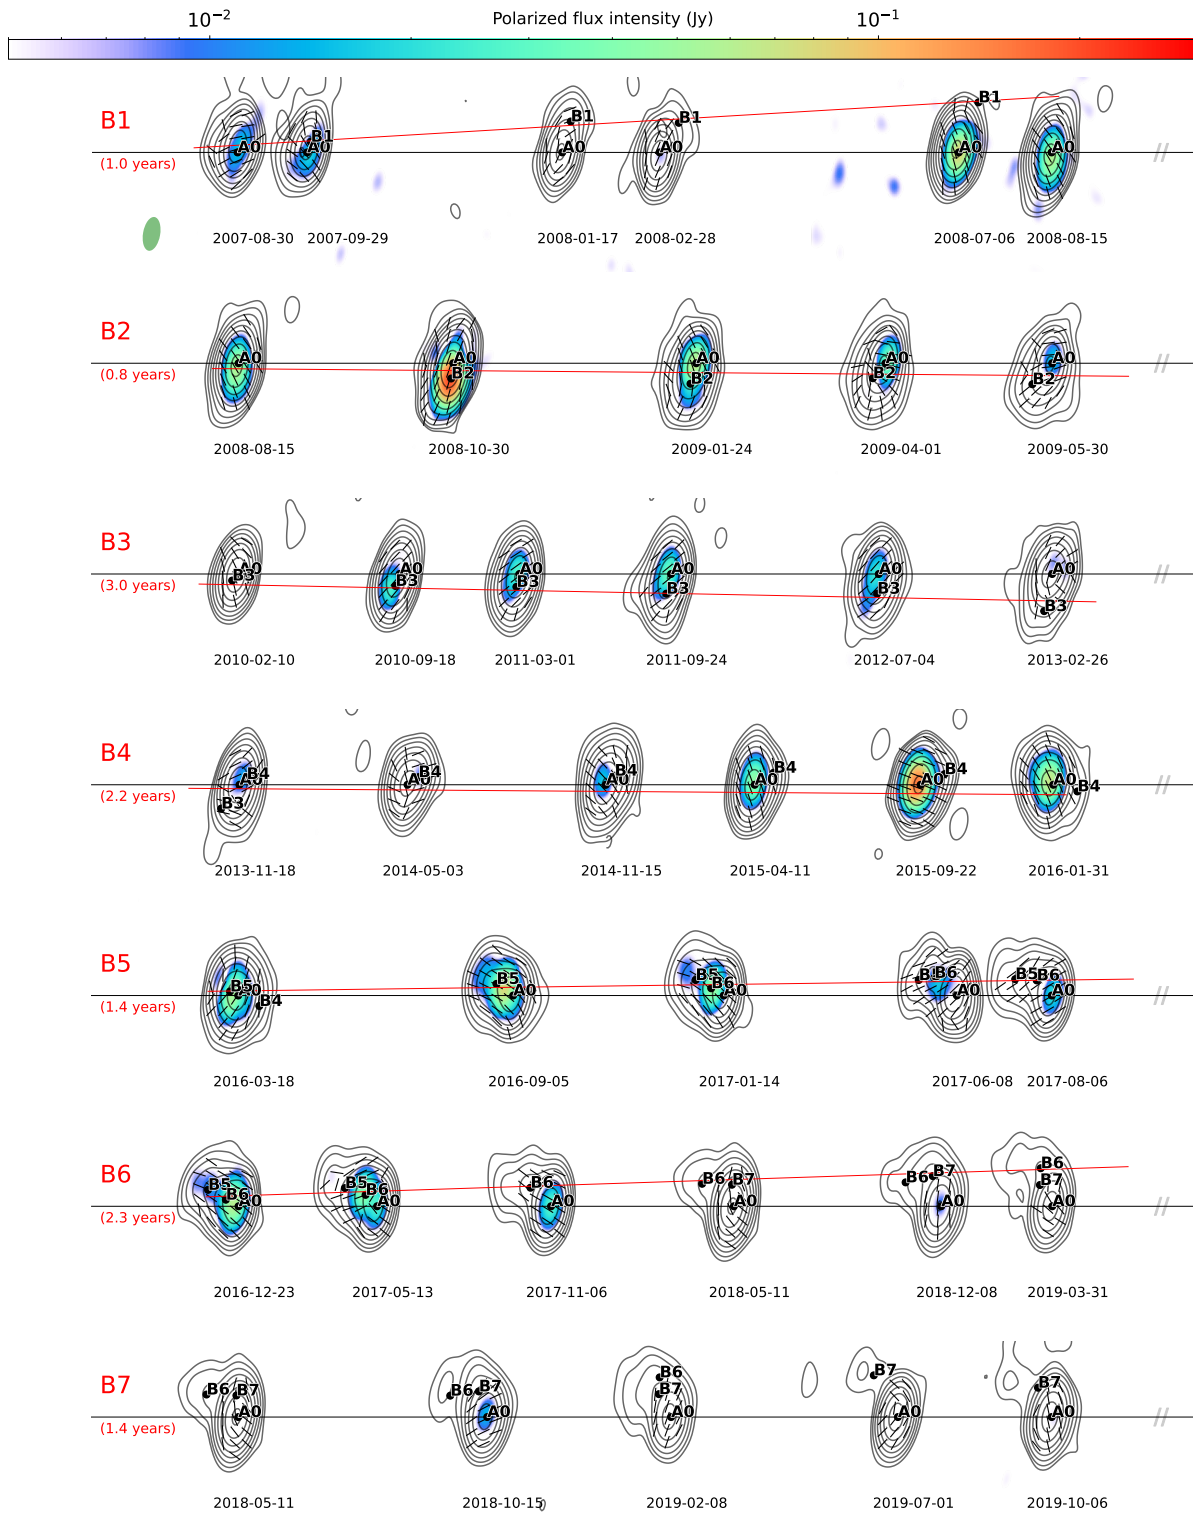 10⁻² Polarized flux intensity (Jy) 10⁻¹
B1
(1.0 years)
A0 B1 A0 B1 A0 B1 A0 B1 A0 A0
//
2007-08-30 2007-09-29 2008-01-17 2008-02-28 2008-07-06 2008-08-15
B2
(0.8 years)
A0 A0 B2 A0 B2 A0 B2 A0 B2
//
2008-08-15 2008-10-30 2009-01-24 2009-04-01 2009-05-30
B3
(3.0 years)
A0 B3 A0 B3 A0 B3 A0 B3 A0 B3 A0 B3
//
2010-02-10 2010-09-18 2011-03-01 2011-09-24 2012-07-04 2013-02-26
B4
(2.2 years)
B4 A0 B3 B4 A0 B4 A0 B4 A0 B4 A0 A0 B4
//
2013-11-18 2014-05-03 2014-11-15 2015-04-11 2015-09-22 2016-01-31
B5
(1.4 years)
B5 A0 B4 B5 A0 B5 B6 A0 B6 A0 B5 B6 A0
//
2016-03-18 2016-09-05 2017-01-14 2017-06-08 2017-08-06
B6
(2.3 years)
B5 B6 A0 B5 B6 A0 B6 A0 B6 B7 A0 B6 B7 A0 B6 B7 A0
//
2016-12-23 2017-05-13 2017-11-06 2018-05-11 2018-12-08 2019-03-31
B7
(1.4 years)
B6 B7 A0 B6 B7 A0 B6 B7 A0 B7 A0 B7 A0
//
2018-05-11 2018-10-15 2019-02-08 2019-07-01 2019-10-06